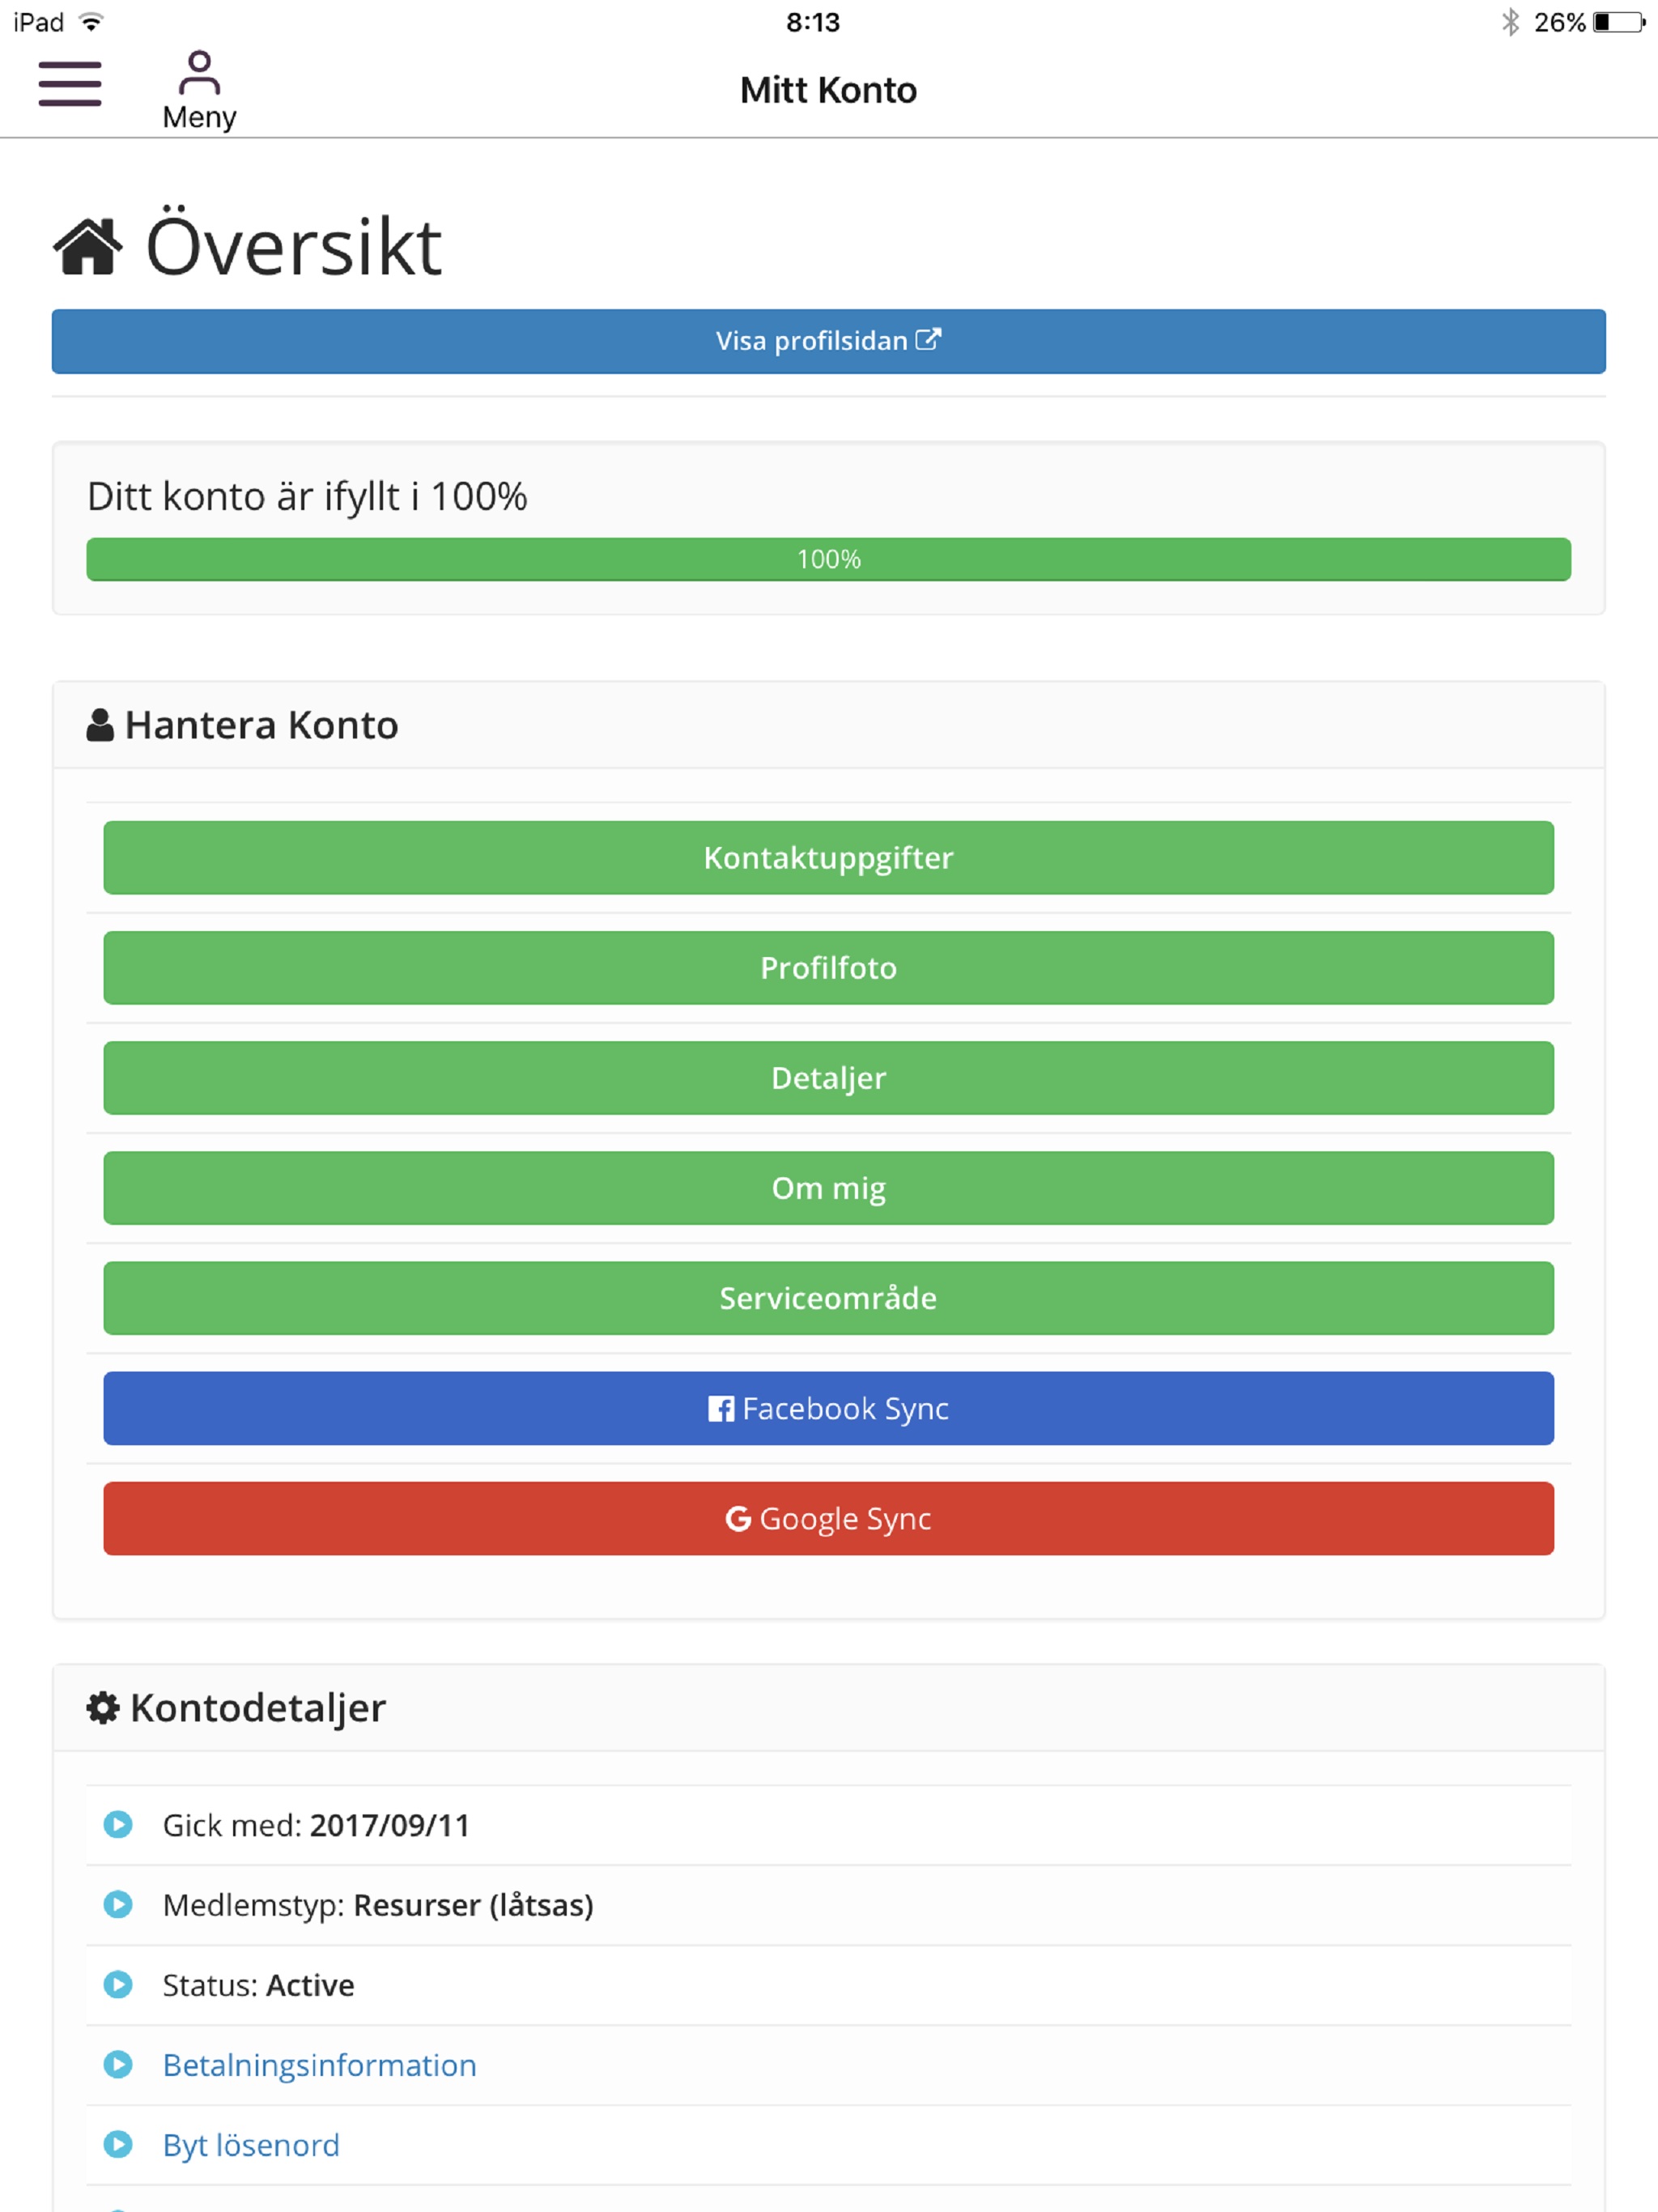 iPad 8:13 26%
Meny
Mitt Konto
Översikt
Visa profilsidan
Ditt konto är ifyllt i 100%
100%
Hantera Konto
Kontaktuppgifter
Profilfoto
Detaljer
Om mig
Serviceområde
Facebook Sync
Google Sync
Kontodetaljer
Gick med: 2017/09/11
Medlemstyp: Resurser (låtsas)
Status: Active
Betalningsinformation
Byt lösenord